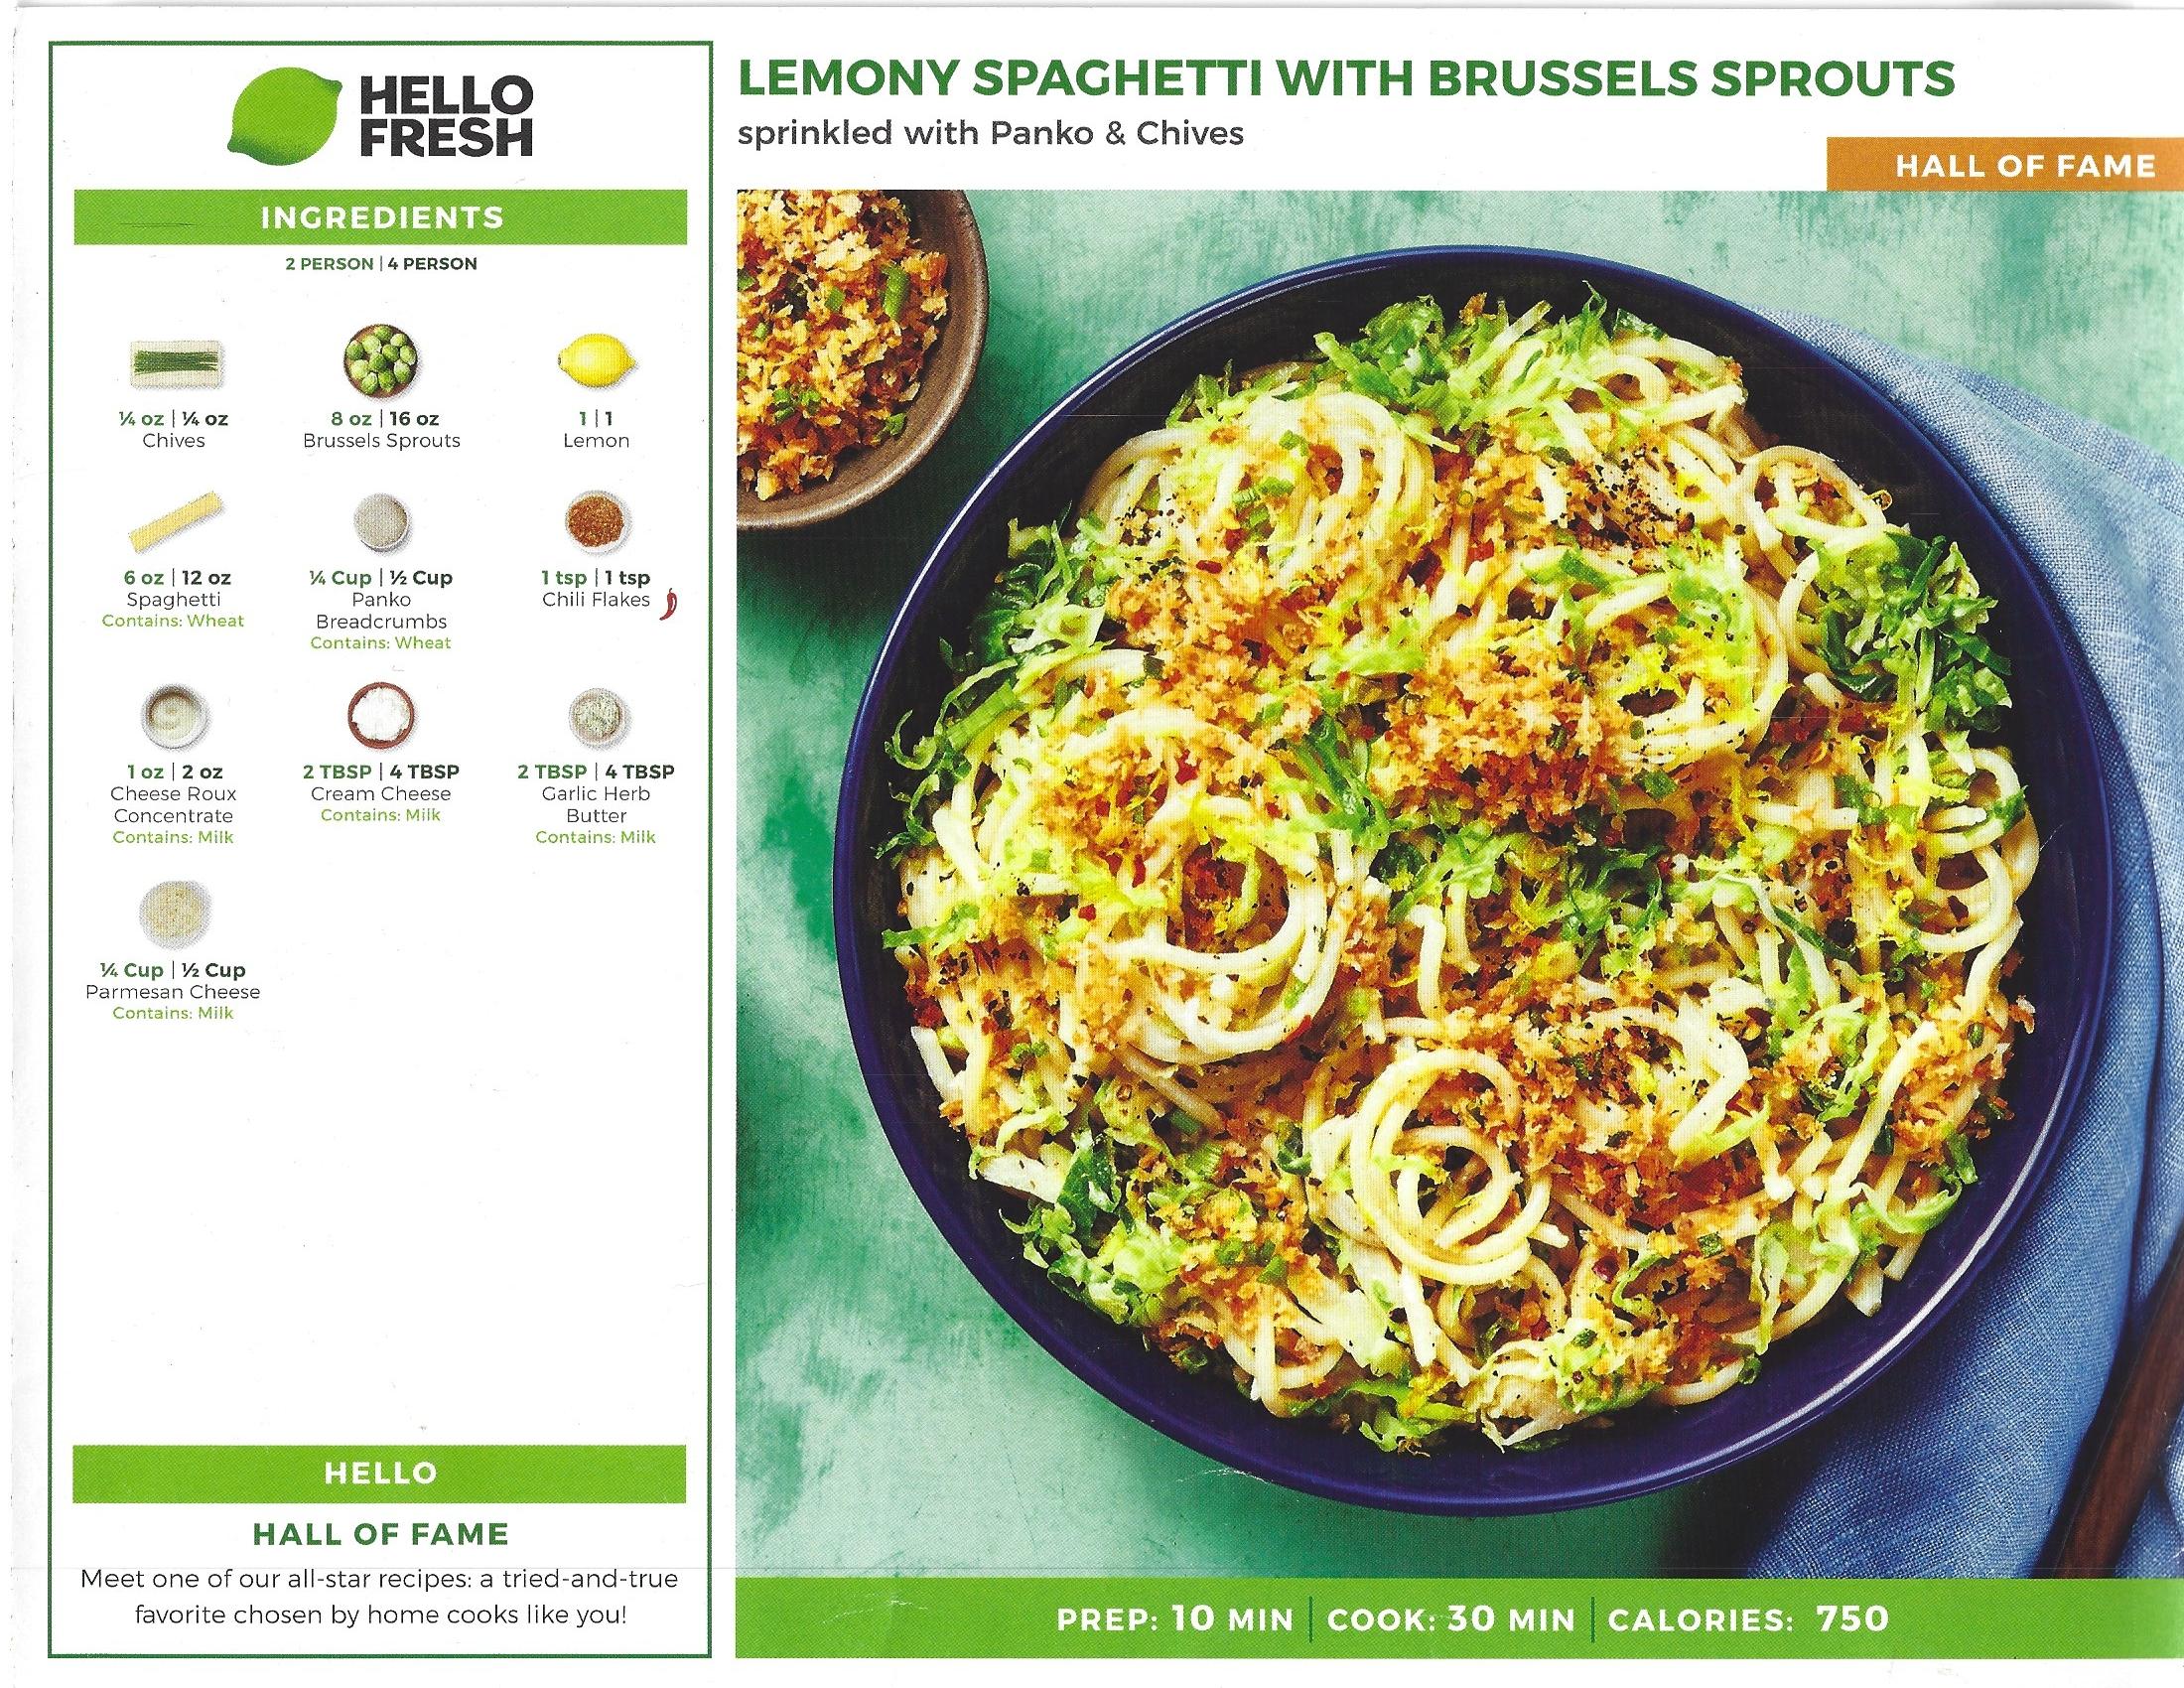 HELLO
FRESH
INGREDIENTS
2 PERSON | 4 PERSON
¼ oz | ¼ oz
Chives
8 oz | 16 oz
Brussels Sprouts
1 | 1
Lemon
6 oz | 12 oz
Spaghetti
Contains: Wheat
¼ Cup | ½ Cup
Panko
Breadcrumbs
Contains: Wheat
1 tsp | 1 tsp
Chili Flakes
1 oz | 2 oz
Cheese Roux
Concentrate
Contains: Milk
2 TBSP | 4 TBSP
Cream Cheese
Contains: Milk
2 TBSP | 4 TBSP
Garlic Herb
Butter
Contains: Milk
¼ Cup | ½ Cup
Parmesan Cheese
Contains: Milk
HELLO
HALL OF FAME
Meet one of our all-star recipes: a tried-and-true
favorite chosen by home cooks like you!
LEMONY SPAGHETTI WITH BRUSSELS SPROUTS
sprinkled with Panko & Chives
HALL OF FAME
PREP: 10 MIN | COOK: 30 MIN | CALORIES: 750